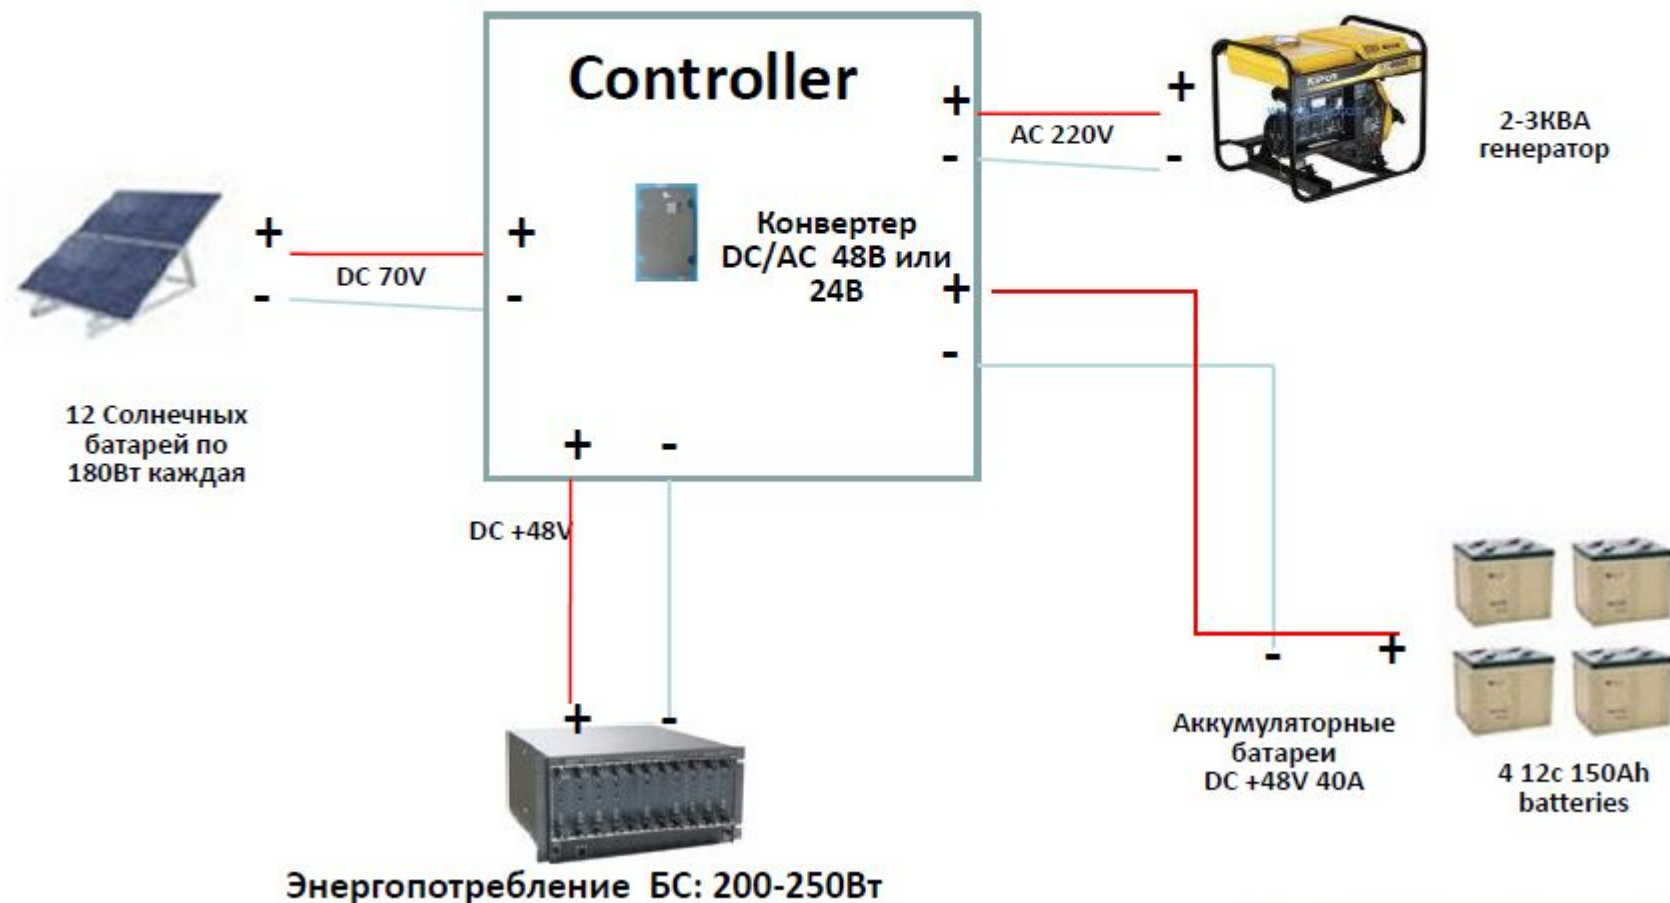 Controller
+
-
AC 220V
+
-
2-3КВА
генератор
Конвертер
DC/AC 48В или
24В
+
-
DC 70V
+
-
+
-
12 Солнечных
батарей по
180Вт каждая
+ -
DC +48V
+ -
- +
Аккумуляторные
батареи
DC +48V 40A
4 12с 150Ah
batteries
Энергопотребление БС: 200-250Вт